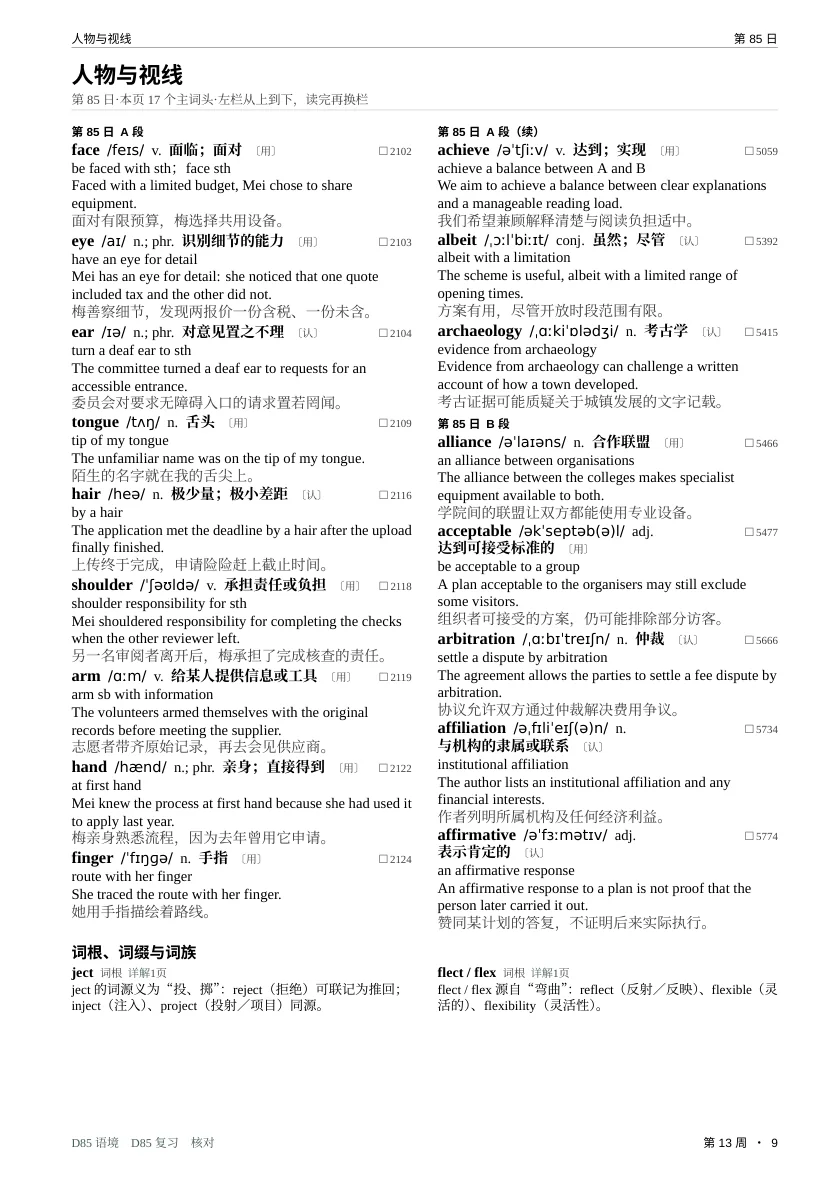 人物与视线
第 85 日
人物与视线
第 85 日·本页 17 个主词头·左栏从上到下，读完再换栏
第 85 日 A 段
face /feɪs/ v. 面临；面对 〔用〕 □2102
be faced with sth；face sth
Faced with a limited budget, Mei chose to share
equipment.
面对有限预算，梅选择共用设备。
eye /aɪ/ n.; phr. 识别细节的能力 〔用〕 □2103
have an eye for detail
Mei has an eye for detail: she noticed that one quote
included tax and the other did not.
梅善察细节，发现两报价一份含税、一份未含。
ear /ɪə/ n.; phr. 对意见置之不理 〔认〕 □2104
turn a deaf ear to sth
The committee turned a deaf ear to requests for an
accessible entrance.
委员会对要求无障碍入口的请求置若罔闻。
tongue /tʌŋ/ n. 舌头 〔用〕 □2109
tip of my tongue
The unfamiliar name was on the tip of my tongue.
陌生的名字就在我的舌尖上。
hair /heə/ n. 极少量；极小差距 〔认〕 □2116
by a hair
The application met the deadline by a hair after the upload
finally finished.
上传终于完成，申请险险赶上截止时间。
shoulder /ˈʃəʊldə/ v. 承担责任或负担 〔用〕 □2118
shoulder responsibility for sth
Mei shouldered responsibility for completing the checks
when the other reviewer left.
另一名审阅者离开后，梅承担了完成核查的责任。
arm /ɑːm/ v. 给某人提供信息或工具 〔用〕 □2119
arm sb with information
The volunteers armed themselves with the original
records before meeting the supplier.
志愿者带齐原始记录，再去会见供应商。
hand /hænd/ n.; phr. 亲身；直接得到 〔用〕 □2122
at first hand
Mei knew the process at first hand because she had used it
to apply last year.
梅亲身熟悉流程，因为去年曾用它申请。
finger /ˈfɪŋɡə/ n. 手指 〔用〕 □2124
route with her finger
She traced the route with her finger.
她用手指描绘着路线。
第 85 日 A 段（续）
achieve /əˈtʃiːv/ v. 达到；实现 〔用〕 □5059
achieve a balance between A and B
We aim to achieve a balance between clear explanations
and a manageable reading load.
我们希望兼顾解释清楚与阅读负担适中。
albeit /ˌɔːlˈbiːɪt/ conj. 虽然；尽管 〔认〕 □5392
albeit with a limitation
The scheme is useful, albeit with a limited range of
opening times.
方案有用，尽管开放时段范围有限。
archaeology /ˌɑːkiˈɒlədʒi/ n. 考古学 〔认〕 □5415
evidence from archaeology
Evidence from archaeology can challenge a written
account of how a town developed.
考古证据可能质疑关于城镇发展的文字记载。
第 85 日 B 段
alliance /əˈlaɪəns/ n. 合作联盟 〔用〕 □5466
an alliance between organisations
The alliance between the colleges makes specialist
equipment available to both.
学院间的联盟让双方都能使用专业设备。
acceptable /əkˈseptəb(ə)l/ adj. □5477
达到可接受标准的 〔用〕
be acceptable to a group
A plan acceptable to the organisers may still exclude
some visitors.
组织者可接受的方案，仍可能排除部分访客。
arbitration /ˌɑːbɪˈtreɪʃn/ n. 仲裁 〔认〕 □5666
settle a dispute by arbitration
The agreement allows the parties to settle a fee dispute by
arbitration.
协议允许双方通过仲裁解决费用争议。
affiliation /əˌfɪliˈeɪʃ(ə)n/ n. □5734
与机构的隶属或联系 〔认〕
institutional affiliation
The author lists an institutional affiliation and any
financial interests.
作者列明所属机构及任何经济利益。
affirmative /əˈfɜːmətɪv/ adj. □5774
表示肯定的 〔认〕
an affirmative response
An affirmative response to a plan is not proof that the
person later carried it out.
赞同某计划的答复，不证明后来实际执行。
词根、词缀与词族
ject 词根 详解1页
ject 的词源义为“投、掷”：reject（拒绝）可联记为推回；
inject（注入）、project（投射／项目）同源。
flect / flex 词根 详解1页
flect / flex 源自“弯曲”：reflect（反射／反映）、flexible（灵
活的）、flexibility（灵活性）。
D85 语境 D85 复习 核对
第 13 周 · 9